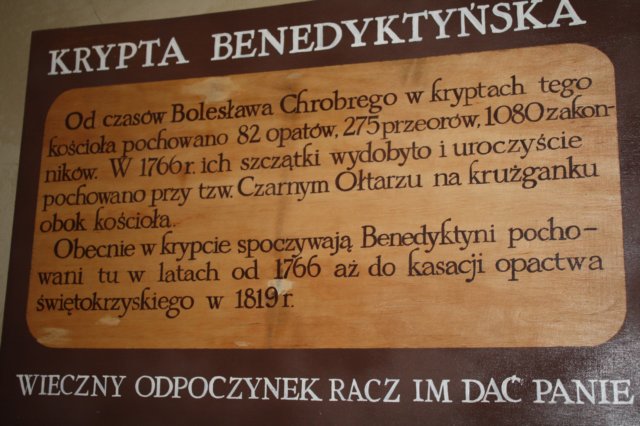 KRYPTA BENEDYKTYŃSKA
Od czasów Bolesława Chrobrego w kryptach tego
kościoła pochowano 82 opatów, 275 przeorów, 1080 zakon-
ników. W 1766 r. ich szczątki wydobyto i uroczyście
pochowano przy tzw. Czarnym Ołtarzu na krużganku
obok kościoła.
Obecnie w krypcie spoczywają Benedyktyni pocho-
wani tu w latach od 1766 aż do kasacji opactwa
świętokrzyskiego w 1819 r.
WIECZNY ODPOCZYNEK RACZ IM DAĆ PANIE